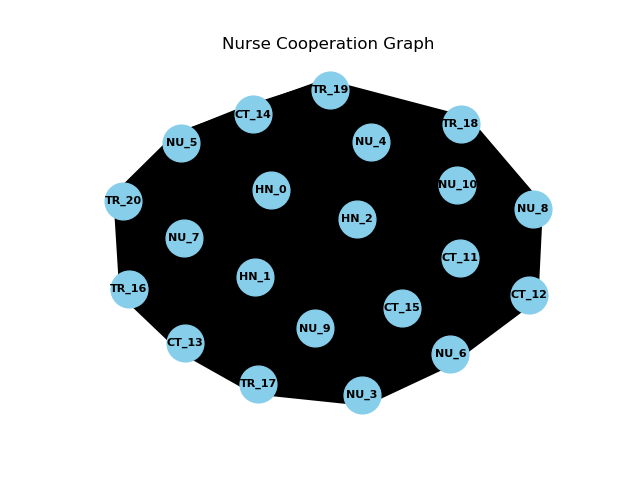 Nurse Cooperation Graph
TR_19
CT_14
TR_18
NU_5
NU_4
HN_0
NU_10
TR_20
NU_8
HN_2
NU_7
CT_11
HN_1
TR_16
CT_12
CT_15
NU_9
CT_13
NU_6
TR_17
NU_3